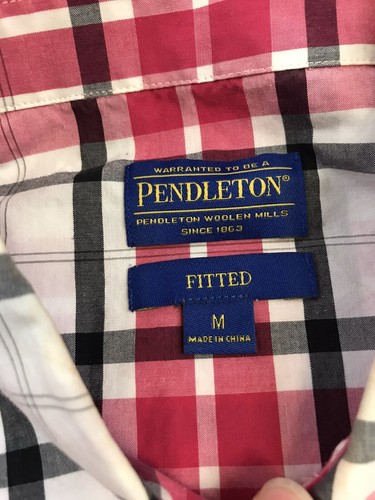 WARRANTED TO BE A
PENDLETON®
PENDLETON WOOLEN MILLS
SINCE 1863
FITTED
M
MADE IN CHINA